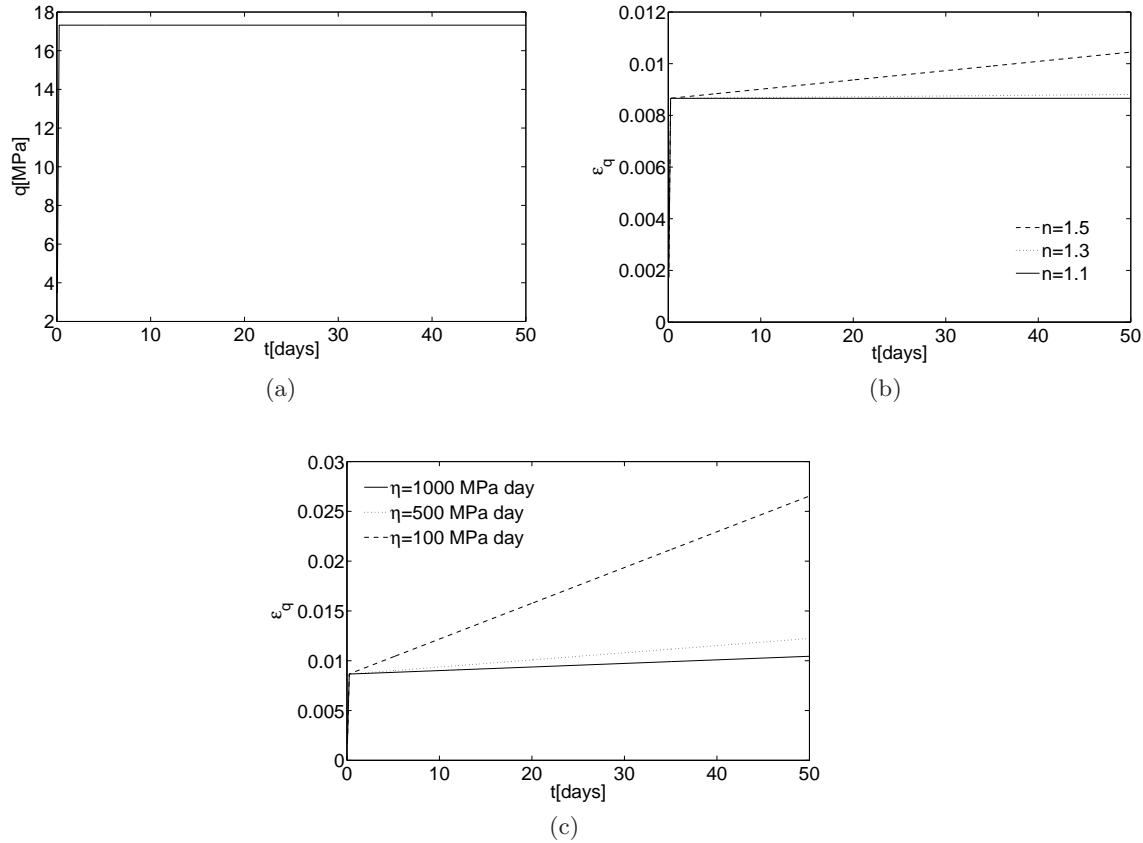 18
16
14
12
10
8
6
4
2
q[MPa]
0 10 20 30 40 50
t[days]
(a)
0.012
0.01
0.008
0.006
0.004
0.002
0
ε_q
n=1.5
n=1.3
n=1.1
0 10 20 30 40 50
t[days]
(b)
0.03
0.025
0.02
0.015
0.01
0.005
0
ε_q
η=1000 MPa day
η=500 MPa day
η=100 MPa day
0 10 20 30 40 50
t[days]
(c)